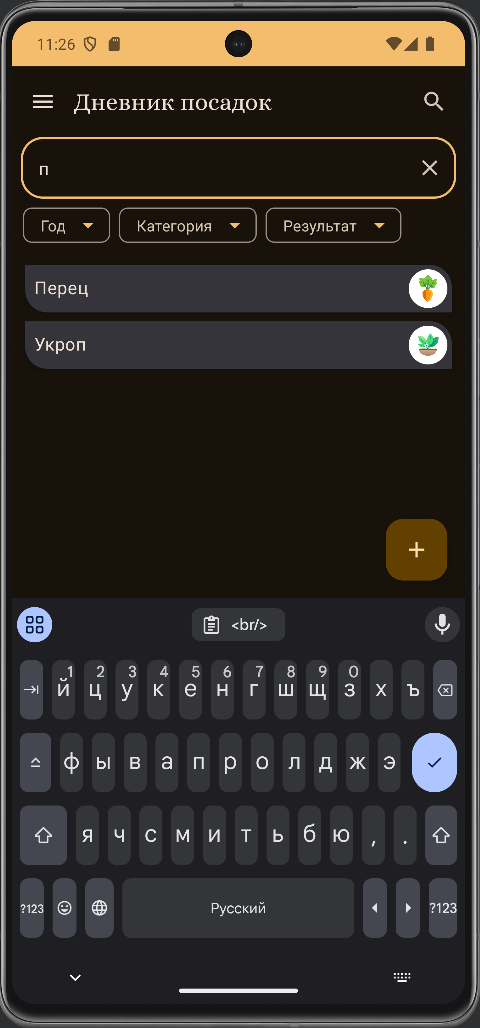 11:26
Дневник посадок
п
Год Категория Результат
Перец
Укроп
+
<br/>
1 2 3 4 5 6 7 8 9 0
й ц у к е н г ш щ з х ъ
ф ы в а п р о л д ж э
я ч с м и т ь б ю , .
?123 Русский ?123